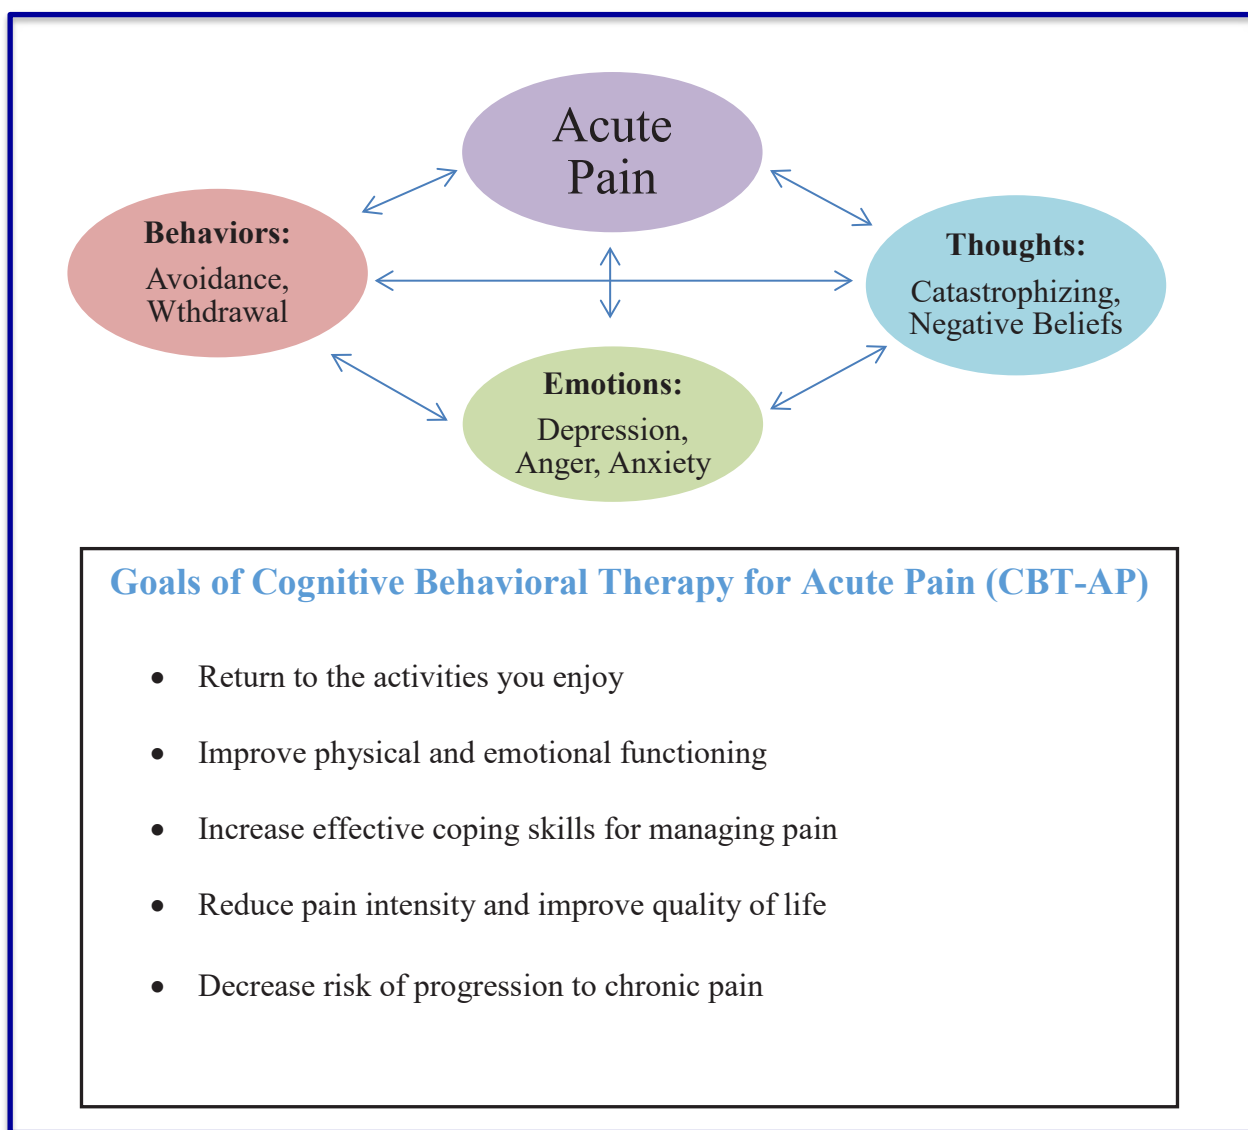 Acute
Pain
Behaviors:
Avoidance,
Wthdrawal
Thoughts:
Catastrophizing,
Negative Beliefs
Emotions:
Depression,
Anger, Anxiety
Goals of Cognitive Behavioral Therapy for Acute Pain (CBT-AP)
• Return to the activities you enjoy
• Improve physical and emotional functioning
• Increase effective coping skills for managing pain
• Reduce pain intensity and improve quality of life
• Decrease risk of progression to chronic pain